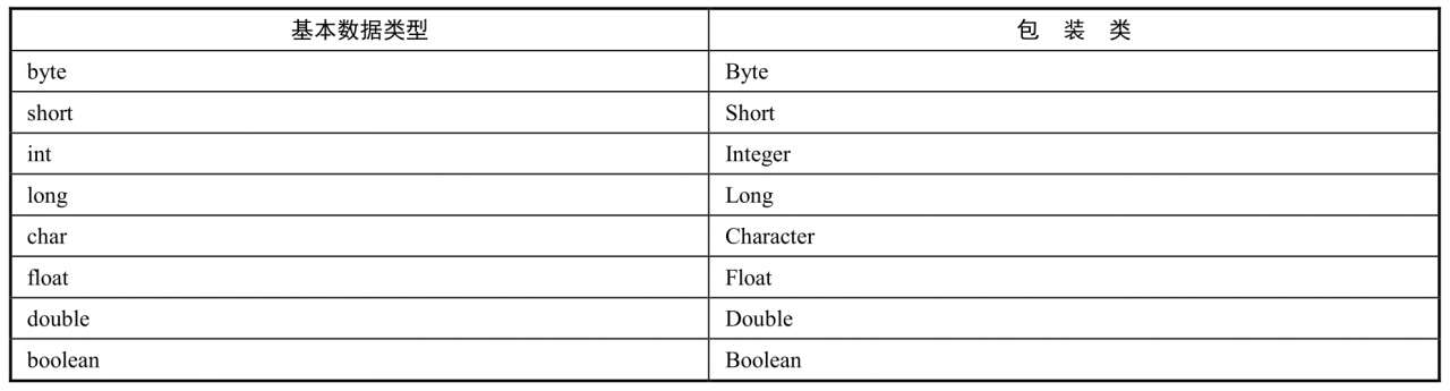 基本数据类型 包 装 类
byte Byte
short Short
int Integer
long Long
char Character
float Float
double Double
boolean Boolean